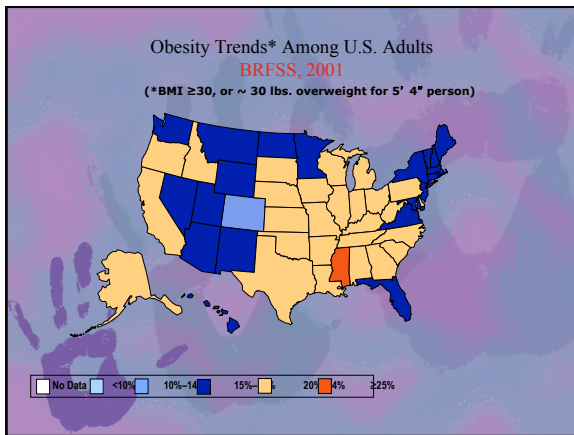 Obesity Trends* Among U.S. Adults
BRFSS, 2001
(*BMI ≥30, or ~ 30 lbs. overweight for 5' 4" person)
No Data <10% 10%–14 15%– % 20% 4% ≥25%